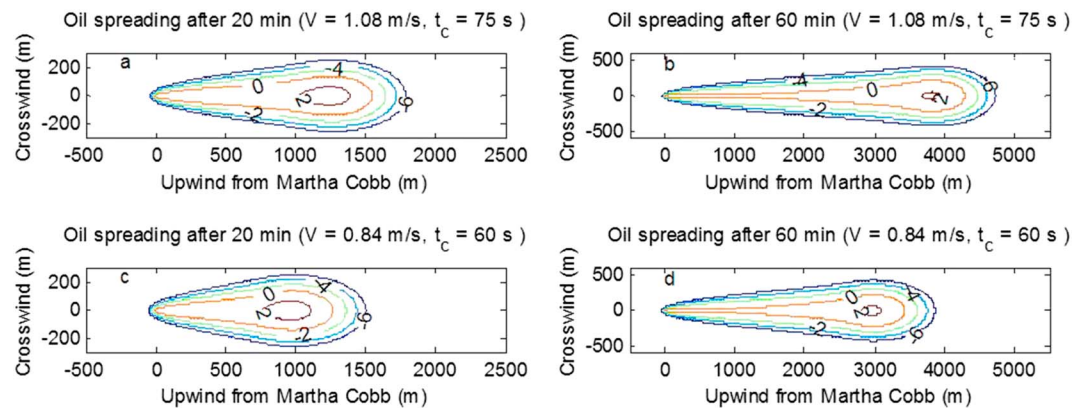 Oil spreading after 20 min (V = 1.08 m/s, tC = 75 s )
a
Crosswind (m)
200
0
-200
-4
0
2
-2
-6
-500 0 500 1000 1500 2000 2500
Upwind from Martha Cobb (m)
Oil spreading after 60 min (V = 1.08 m/s, tC = 75 s )
b
Crosswind (m)
500
0
-500
-4
0
2
-2
-6
0 1000 2000 3000 4000 5000
Upwind from Martha Cobb (m)
Oil spreading after 20 min (V = 0.84 m/s, tC = 60 s )
c
Crosswind (m)
200
0
-200
-4
0
2
-2
-6
-500 0 500 1000 1500 2000 2500
Upwind from Martha Cobb (m)
Oil spreading after 60 min (V = 0.84 m/s, tC = 60 s )
d
Crosswind (m)
500
0
-500
-4
0
2
-2
-6
0 1000 2000 3000 4000 5000
Upwind from Martha Cobb (m)